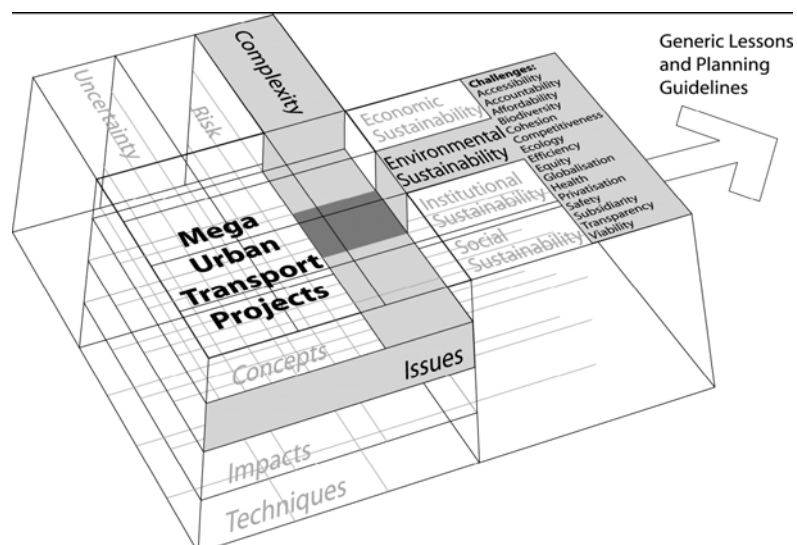 Generic Lessons
and Planning
Guidelines
Complexity
Risk
Uncertainty
Economic
Sustainability
Environmental
Sustainability
Institutional
Sustainability
Social
Sustainability
Challenges:
Accessibility
Accountability
Affordability
Biodiversity
Cohesion
Competitiveness
Ecology
Efficiency
Equity
Globalisation
Health
Privatisation
Safety
Subsidiarity
Transparency
Viability
Mega
Urban
Transport
Projects
Concepts
Issues
Impacts
Techniques